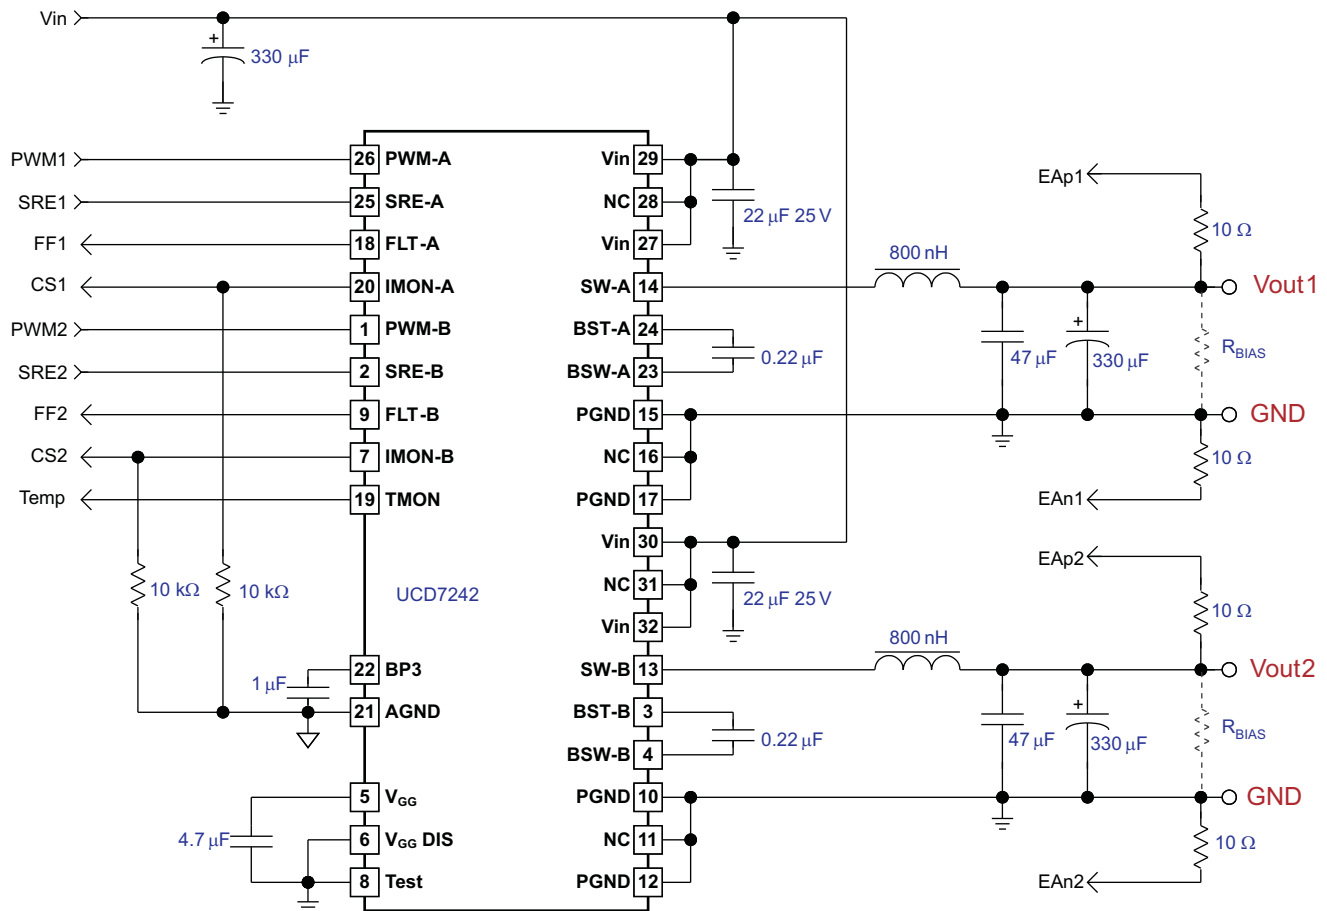 Vin
+
330 μF
PWM1
26 PWM-A
Vin 29
SRE1
25 SRE-A
NC 28
22 μF 25 V
EAp1
10 Ω
FF1
18 FLT-A
Vin 27
800 nH
CS1
20 IMON-A
SW-A 14
Vout1
PWM2
1 PWM-B
BST-A 24
0.22 μF
+
47 μF
330 μF
RBIAS
SRE2
2 SRE-B
BSW-A 23
FF2
9 FLT-B
PGND 15
GND
CS2
7 IMON-B
NC 16
10 Ω
Temp
19 TMON
PGND 17
EAn1
Vin 30
EAp2
10 kΩ
10 kΩ
UCD7242
NC 31
22 μF 25 V
10 Ω
Vin 32
800 nH
22 BP3
SW-B 13
Vout2
1 μF
21 AGND
BST-B 3
0.22 μF
+
47 μF
330 μF
RBIAS
BSW-B 4
5 VGG
PGND 10
GND
4.7 μF
6 VGG DIS
NC 11
10 Ω
8 Test
PGND 12
EAn2